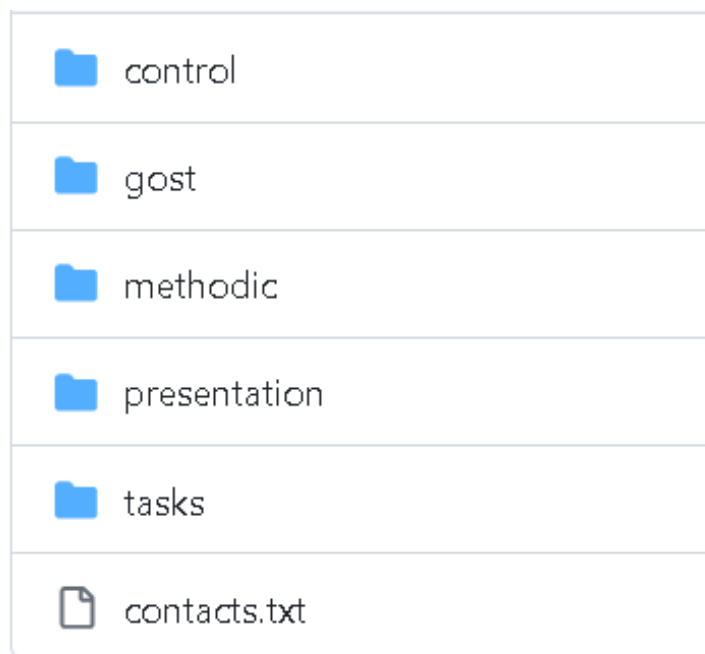 control
gost
methodic
presentation
tasks
contacts.txt